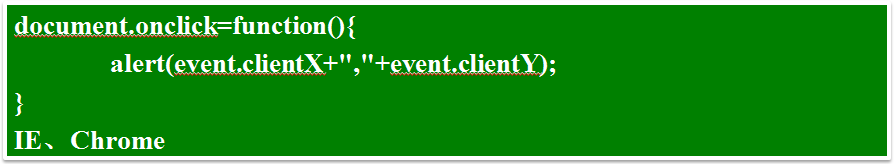 document.onclick=function(){
alert(event.clientX+","+event.clientY);
}
IE、Chrome